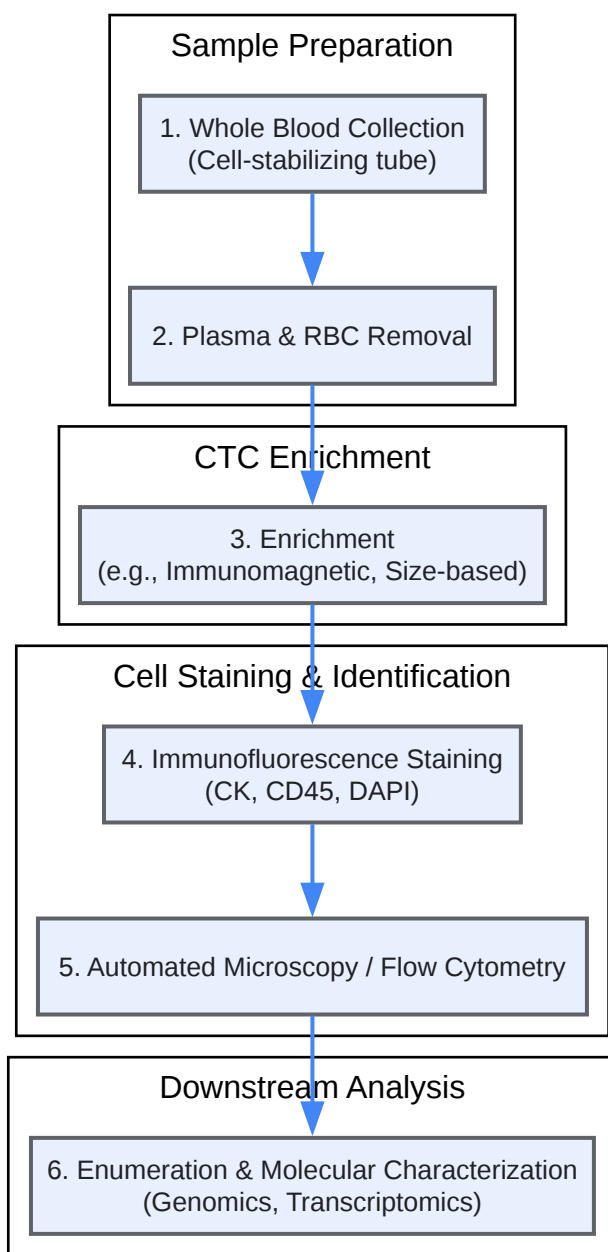 Sample Preparation
1. Whole Blood Collection
(Cell-stabilizing tube)
2. Plasma & RBC Removal
CTC Enrichment
3. Enrichment
(e.g., Immunomagnetic, Size-based)
Cell Staining & Identification
4. Immunofluorescence Staining
(CK, CD45, DAPI)
5. Automated Microscopy / Flow Cytometry
Downstream Analysis
6. Enumeration & Molecular Characterization
(Genomics, Transcriptomics)